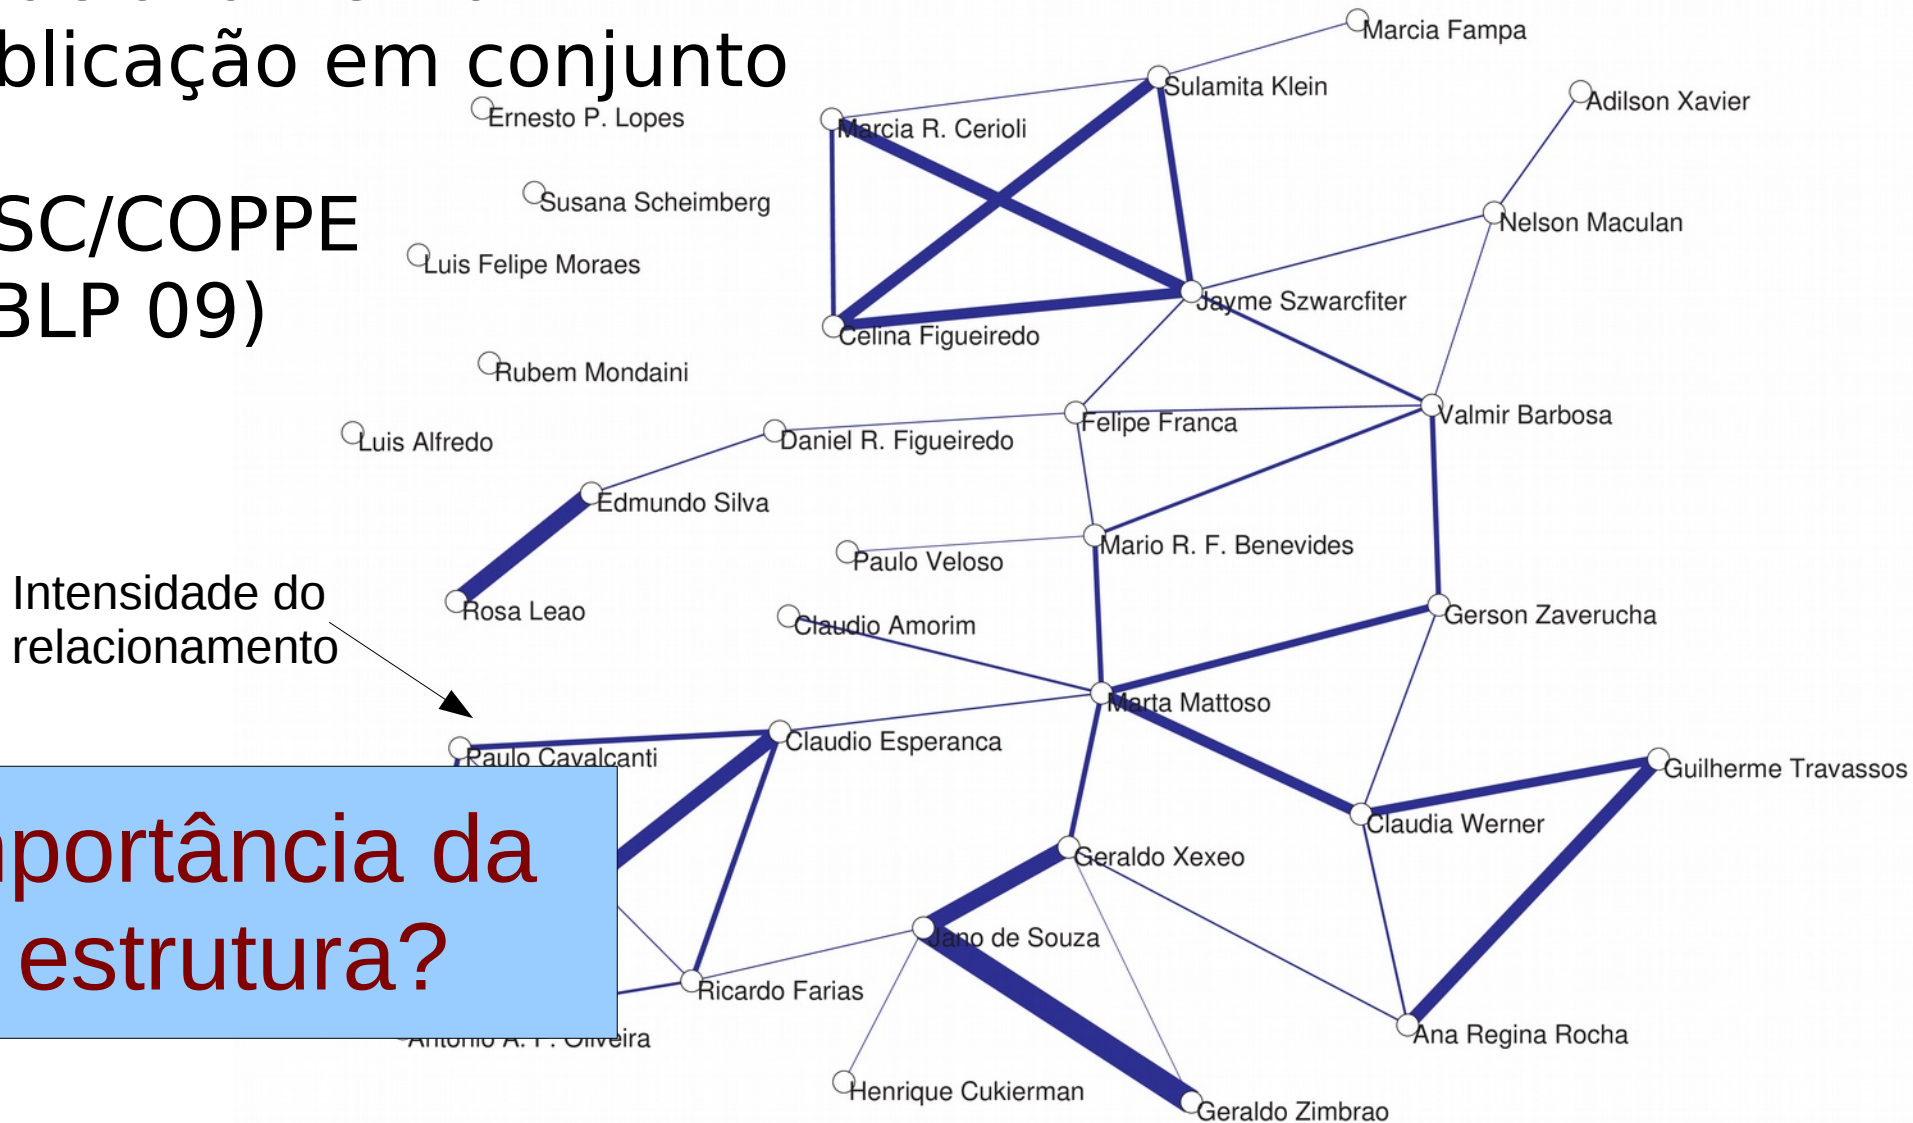 blicação em conjunto
SC/COPPE
BLP 09)
Marcia Fampa
Sulamita Klein
Adilson Xavier
Ernesto P. Lopes
Marcia R. Cerioli
Susana Scheimberg
Nelson Maculan
Luis Felipe Moraes
Jayme Szwarcfiter
Celina Figueiredo
Rubem Mondaini
Valmir Barbosa
Felipe Franca
Daniel R. Figueiredo
Luis Alfredo
Edmundo Silva
Mario R. F. Benevides
Paulo Veloso
Intensidade do
relacionamento
Rosa Leao
Gerson Zaverucha
Claudio Amorim
Marta Mattoso
Claudio Esperanca
Paulo Cavalcanti
Guilherme Travassos
Claudia Werner
mportância da
estrutura?
Geraldo Xexeo
Jano de Souza
Ricardo Farias
Ana Regina Rocha
Antonio A. F. Oliveira
Henrique Cukierman
Geraldo Zimbrao